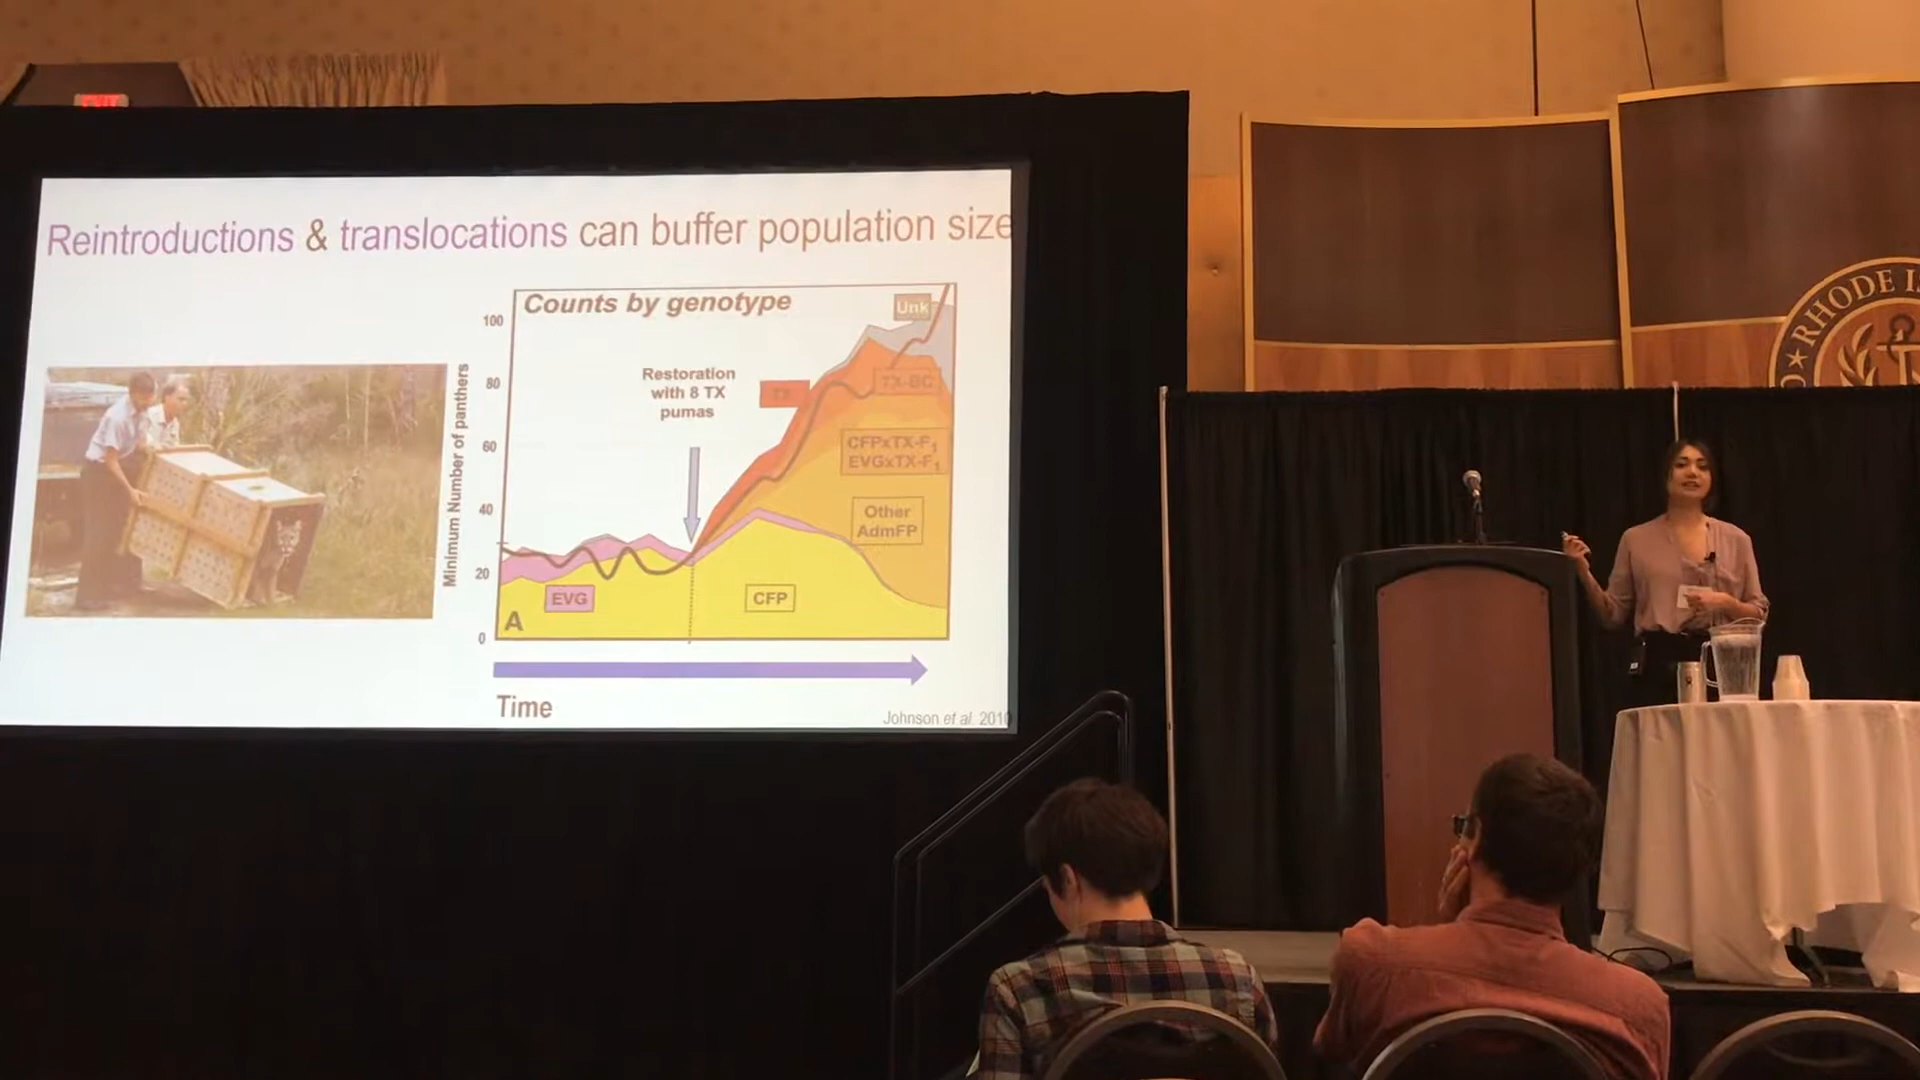 EXIT
Reintroductions & translocations can buffer population size
Counts by genotype
Unk
100
80
60
40
20
0
Minimum Number of panthers
Restoration
with 8 TX
pumas
TX
TX-BC
CFPxTX-F1
EVGxTX-F1
Other
AdmFP
EVG
CFP
A
Time
Johnson et al. 2010
RHODE I